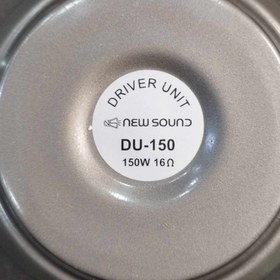 DRIVER UNIT
NEW SOUND
DU-150
150W 16Ω